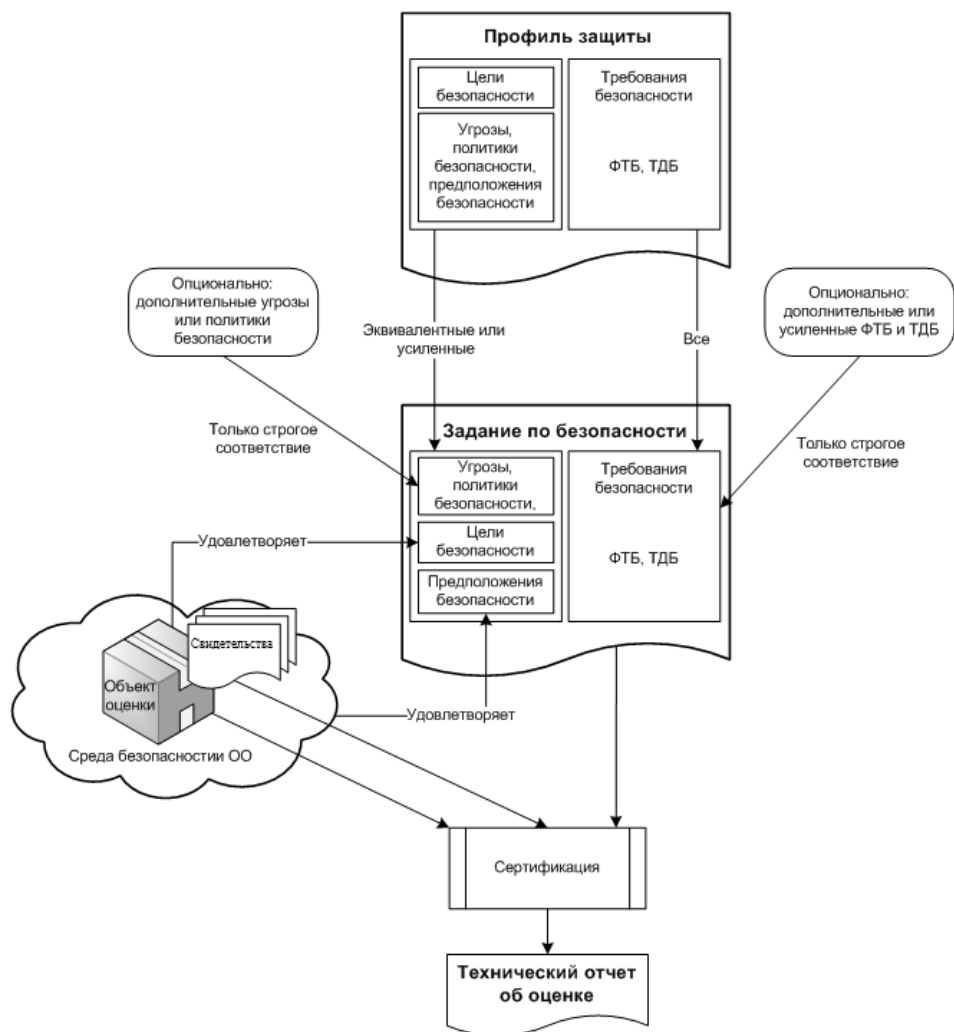 Профиль защиты
Цели
безопасности
Угрозы,
политики
безопасности,
предположения
безопасности
Требования
безопасности
ФТБ, ТДБ
Опционально:
дополнительные угрозы
или политики
безопасности
Эквивалентные или
усиленные
Все
Опционально:
дополнительные или
усиленные ФТБ и ТДБ
Только строгое
соответствие
Задание по безопасности
Угрозы,
политики
безопасности,
Цели
безопасности
Предположения
безопасности
Требования
безопасности
ФТБ, ТДБ
Только строгое
соответствие
Удовлетворяет
Свидетельства
Объект
оценки
Среда безопасностии ОО
Удовлетворяет
Сертификация
Технический отчет
об оценке